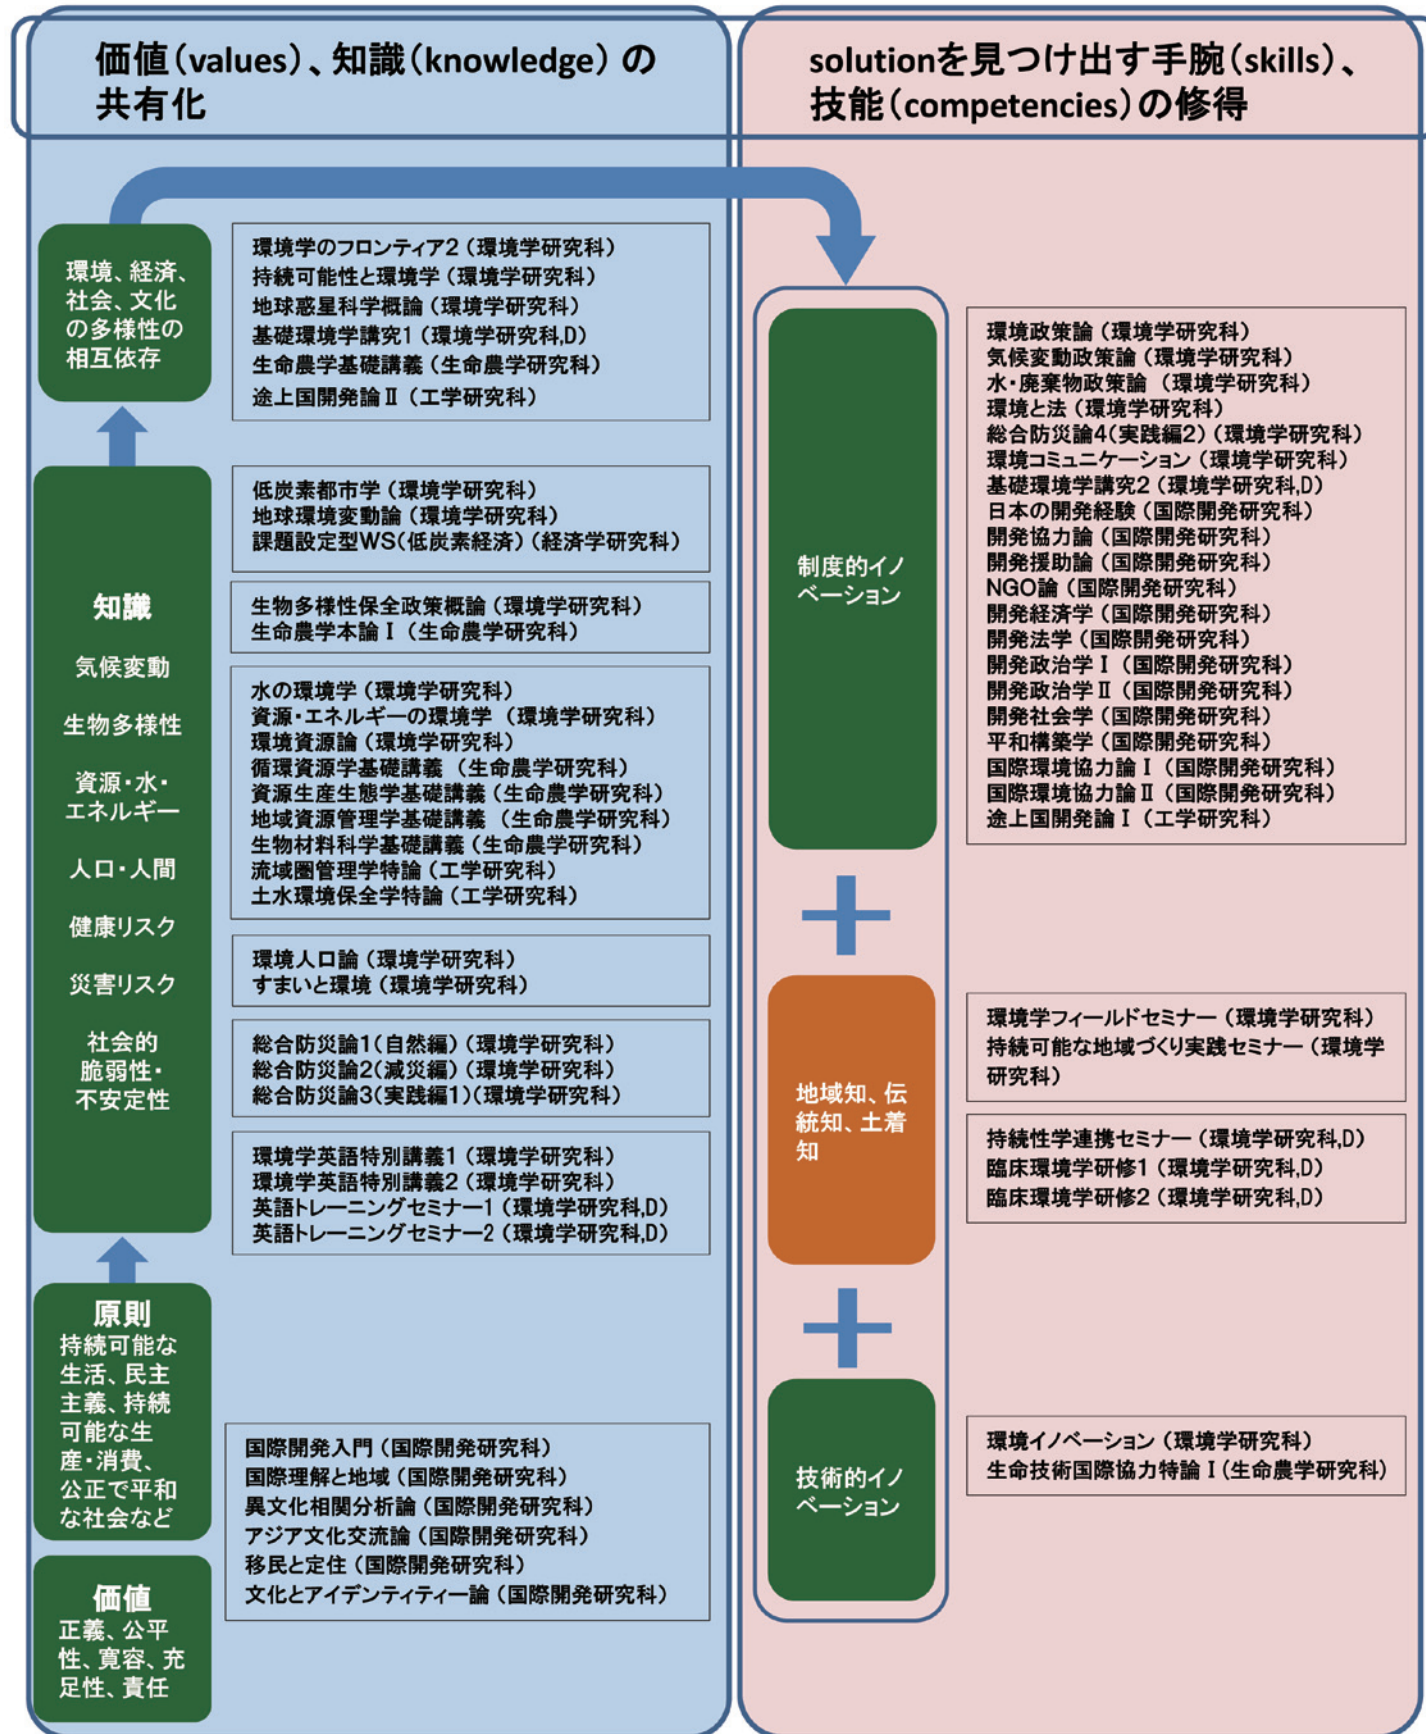 価値（values）、知識（knowledge）の
共有化
環境、経済、
社会、文化
の多様性の
相互依存
環境学のフロンティア2（環境学研究科）
持続可能性と環境学（環境学研究科）
地球惑星科学概論（環境学研究科）
基礎環境学講究1（環境学研究科,D）
生命農学基礎講義（生命農学研究科）
途上国開発論Ⅱ（工学研究科）
知識
気候変動
生物多様性
資源・水・
エネルギー
人口・人間
健康リスク
災害リスク
社会的
脆弱性・
不安定性
低炭素都市学（環境学研究科）
地球環境変動論（環境学研究科）
課題設定型WS（低炭素経済）（経済学研究科）
生物多様性保全政策概論（環境学研究科）
生命農学本論Ⅰ（生命農学研究科）
水の環境学（環境学研究科）
資源・エネルギーの環境学（環境学研究科）
環境資源論（環境学研究科）
循環資源学基礎講義（生命農学研究科）
資源生産生態学基礎講義（生命農学研究科）
地域資源管理学基礎講義（生命農学研究科）
生物材料科学基礎講義（生命農学研究科）
流域圏管理学特論（工学研究科）
土水環境保全学特論（工学研究科）
環境人口論（環境学研究科）
すまいと環境（環境学研究科）
総合防災論1（自然編）（環境学研究科）
総合防災論2（減災編）（環境学研究科）
総合防災論3（実践編1）（環境学研究科）
環境学英語特別講義1（環境学研究科）
環境学英語特別講義2（環境学研究科）
英語トレーニングセミナー1（環境学研究科,D）
英語トレーニングセミナー2（環境学研究科,D）
原則
持続可能な
生活、民主
主義、持続
可能な生
産・消費、
公正で平和
な社会など
価値
正義、公平
性、寛容、充
足性、責任
国際開発入門（国際開発研究科）
国際理解と地域（国際開発研究科）
異文化相関分析論（国際開発研究科）
アジア文化交流論（国際開発研究科）
移民と定住（国際開発研究科）
文化とアイデンティティー論（国際開発研究科）
solutionを見つけ出す手腕（skills）、
技能（competencies）の修得
制度的イノ
ベーション
環境政策論（環境学研究科）
気候変動政策論（環境学研究科）
水・廃棄物政策論（環境学研究科）
環境と法（環境学研究科）
総合防災論4（実践編2）（環境学研究科）
環境コミュニケーション（環境学研究科）
基礎環境学講究2（環境学研究科,D）
日本の開発経験（国際開発研究科）
開発協力論（国際開発研究科）
開発援助論（国際開発研究科）
NGO論（国際開発研究科）
開発経済学（国際開発研究科）
開発法学（国際開発研究科）
開発政治学Ⅰ（国際開発研究科）
開発政治学Ⅱ（国際開発研究科）
開発社会学（国際開発研究科）
平和構築学（国際開発研究科）
国際環境協力論Ⅰ（国際開発研究科）
国際環境協力論Ⅱ（国際開発研究科）
途上国開発論Ⅰ（工学研究科）
地域知、伝
統知、土着
知
環境学フィールドセミナー（環境学研究科）
持続可能な地域づくり実践セミナー（環境学
研究科）
持続性学連携セミナー（環境学研究科,D）
臨床環境学研修1（環境学研究科,D）
臨床環境学研修2（環境学研究科,D）
技術的イノ
ベーション
環境イノベーション（環境学研究科）
生命技術国際協力特論Ⅰ（生命農学研究科）